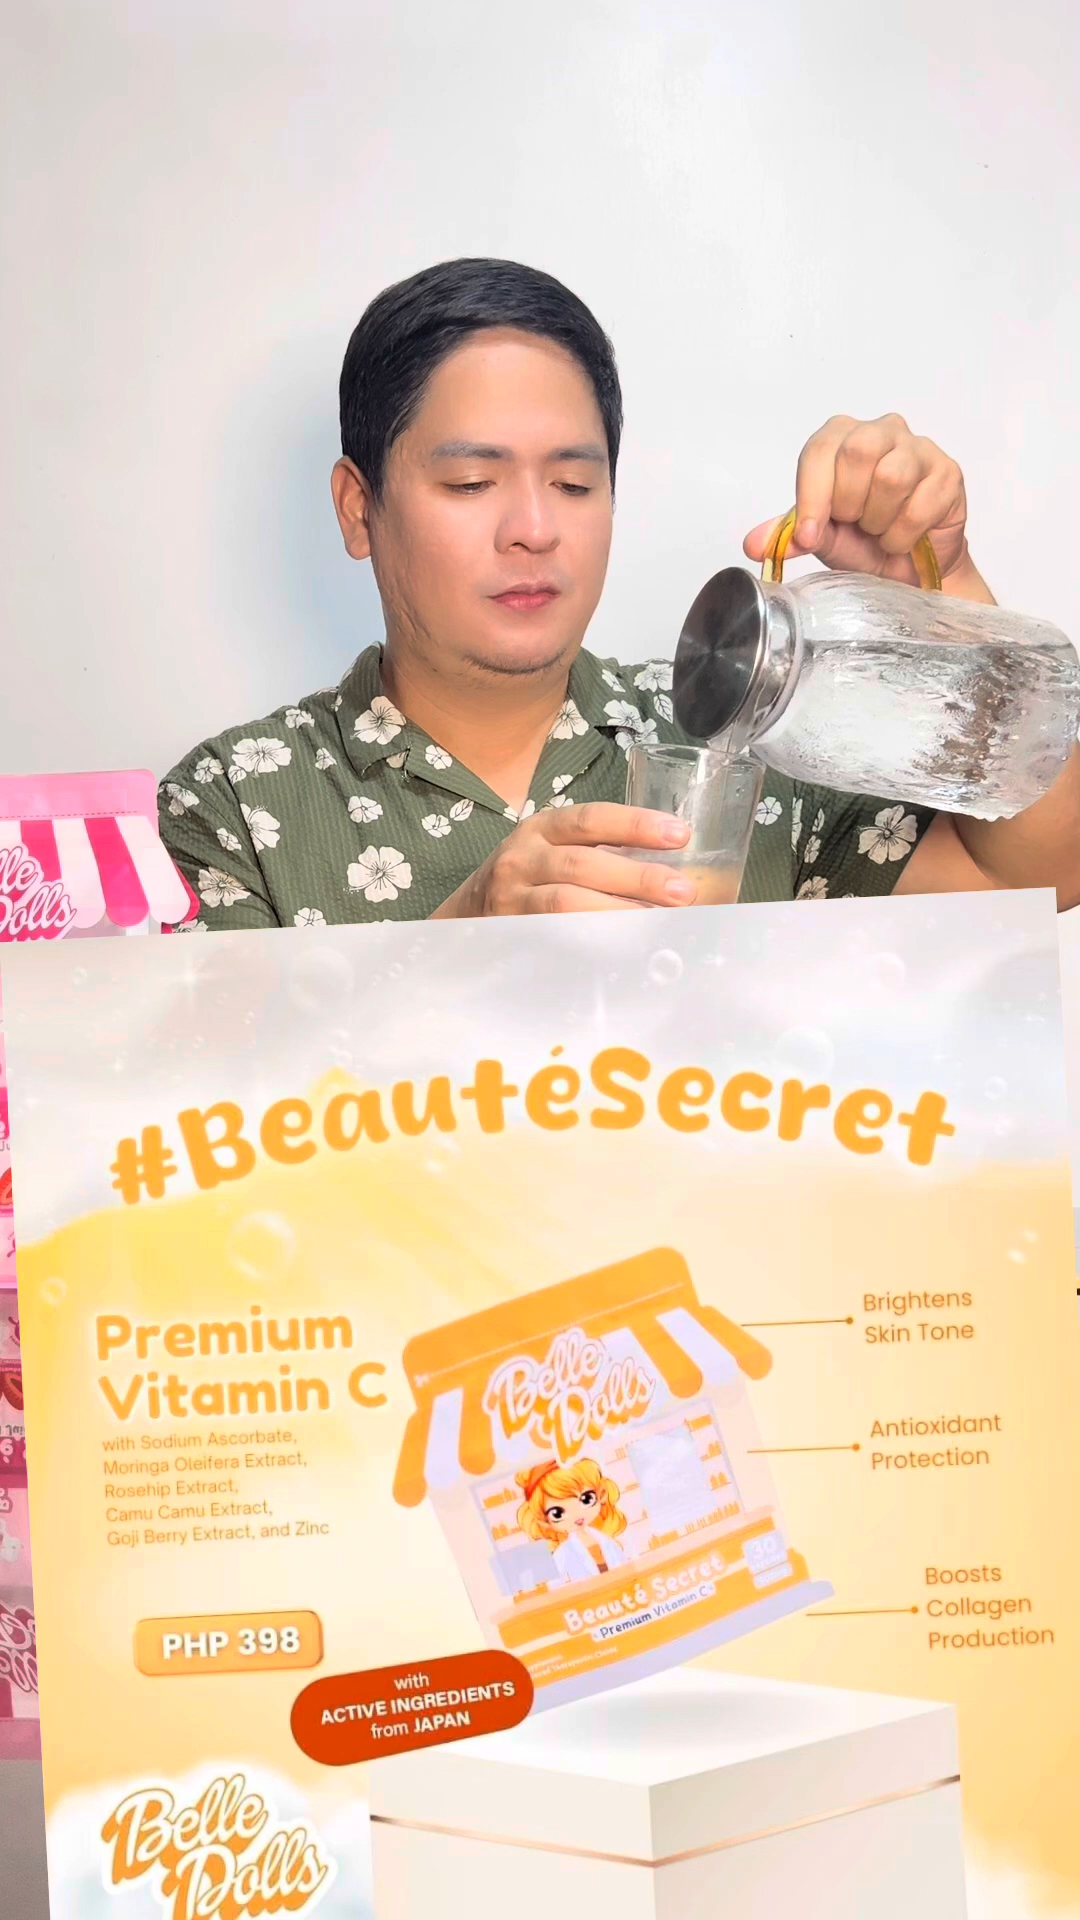 lle
Dolls
#BeautéSecret
Premium
Vitamin C
with Sodium Ascorbate,
Moringa Oleifera Extract,
Rosehip Extract,
Camu Camu Extract,
Goji Berry Extract, and Zinc
PHP 398
with
ACTIVE INGREDIENTS
from JAPAN
Belle
Dolls
Beauté Secret
Premium Vitamin C+
30
Brightens
Skin Tone
Antioxidant
Protection
Boosts
Collagen
Production
Belle
Dolls